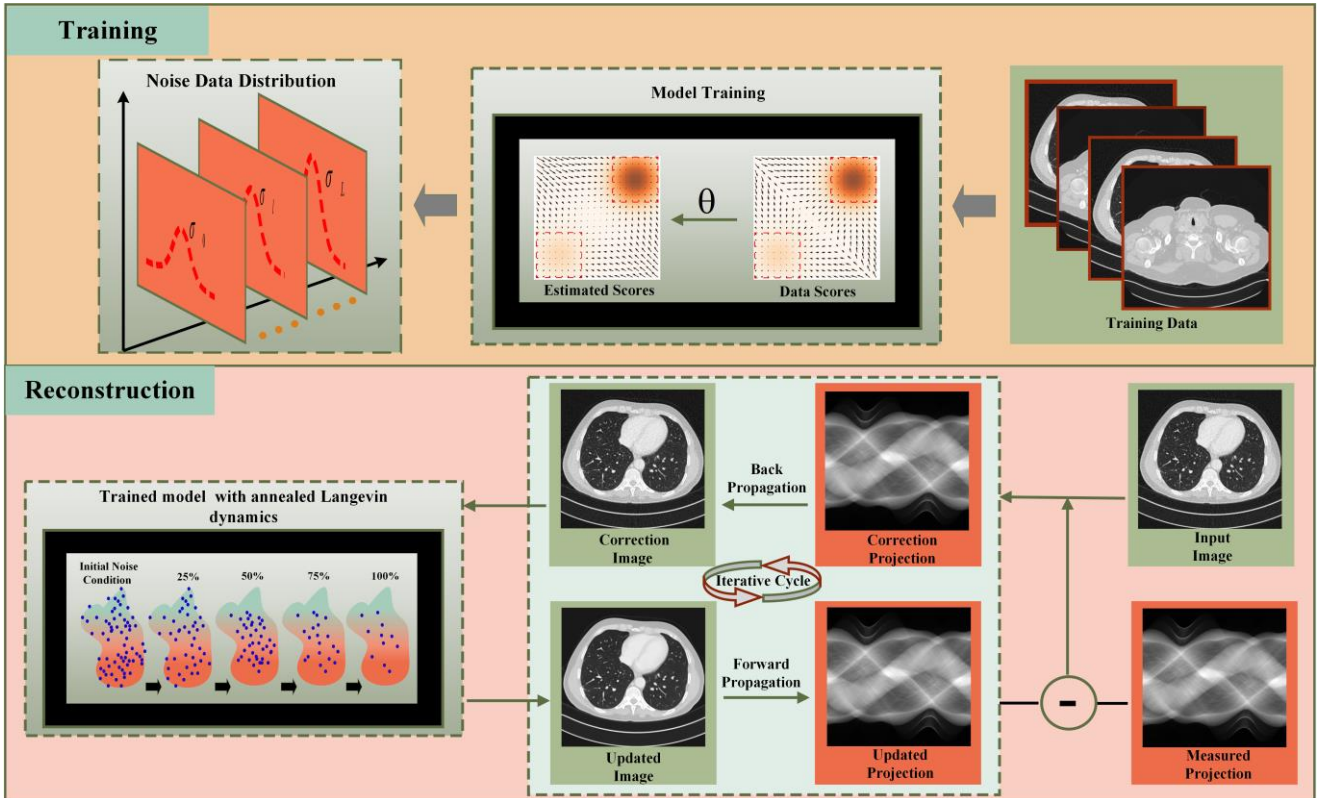 Training
Noise Data Distribution
σ 0
σ 1
σ L
Model Training
θ
Estimated Scores
Data Scores
Training Data
Reconstruction
Trained model with annealed Langevin
dynamics
Initial Noise
Condition
25%
50%
75%
100%
Correction
Image
Back
Propagation
Correction
Projection
Iterative Cycle
Updated
Image
Forward
Propagation
Updated
Projection
Input
Image
-
Measured
Projection